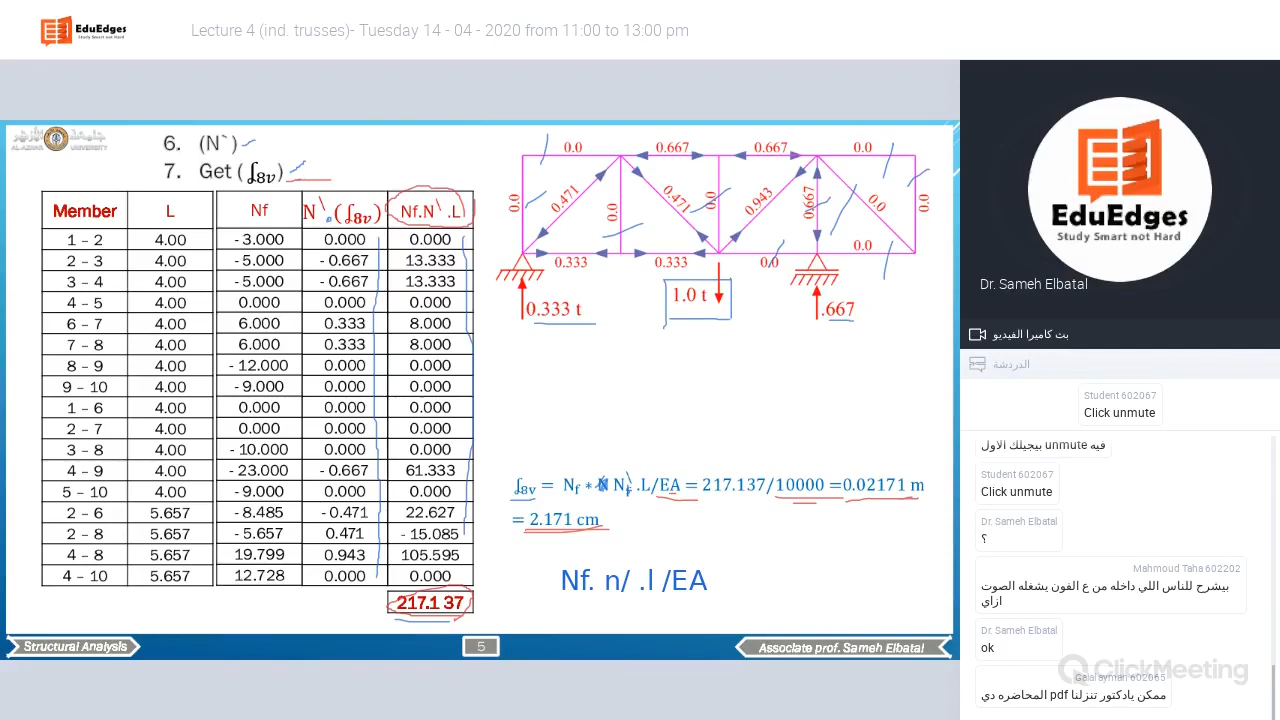 EduEdges
Study Smart not Hard
Lecture 4 (ind. trusses)- Tuesday 14 - 04 - 2020 from 11:00 to 13:00 pm
AL-AZHAR UNIVERSITY
جامعة الأزهر
6. (N`)
7. Get (∫8v)
Member L Nf N\ (∫8v) Nf.N\ .L
1 – 2 4.00 - 3.000 0.000 0.000
2 – 3 4.00 - 5.000 - 0.667 13.333
3 – 4 4.00 - 5.000 - 0.667 13.333
4 – 5 4.00 0.000 0.000 0.000
6 – 7 4.00 6.000 0.333 8.000
7 – 8 4.00 6.000 0.333 8.000
8 – 9 4.00 - 12.000 0.000 0.000
9 – 10 4.00 - 9.000 0.000 0.000
1 – 6 4.00 0.000 0.000 0.000
2 – 7 4.00 0.000 0.000 0.000
3 – 8 4.00 - 10.000 0.000 0.000
4 – 9 4.00 - 23.000 - 0.667 61.333
5 – 10 4.00 - 9.000 0.000 0.000
2 – 6 5.657 - 8.485 - 0.471 22.627
2 – 8 5.657 - 5.657 0.471 - 15.085
4 – 8 5.657 19.799 0.943 105.595
4 – 10 5.657 12.728 0.000 0.000
217.1 37
0.0 0.667 0.667 0.0
0.0 0.471 0.0 0.471 0.0 0.943 0.667 0.0 0.0
0.333 0.333 0.0 0.0
0.333 t
1.0 t
.667
∫8v = Nf * N\ .L/EA = 217.137/10000 =0.02171 m
= 2.171 cm
Nf. n/ .l /EA
Structural Analysis
5
Associate prof. Sameh Elbatal
EduEdges
Study Smart not Hard
Dr. Sameh Elbatal
بث كاميرا الفيديو
الدردشة
Student 602067
Click unmute
فيه unmute بيجيلك الاول
Student 602067
Click unmute
Dr. Sameh Elbatal
؟
Mahmoud Taha 602202
بيشرح للناس اللي داخله من ع الفون يشغله الصوت
ازاي
Dr. Sameh Elbatal
ok
ClickMeeting
Galal ayman 602065
ممكن يادكتور تنزلنا pdf المحاضره دي